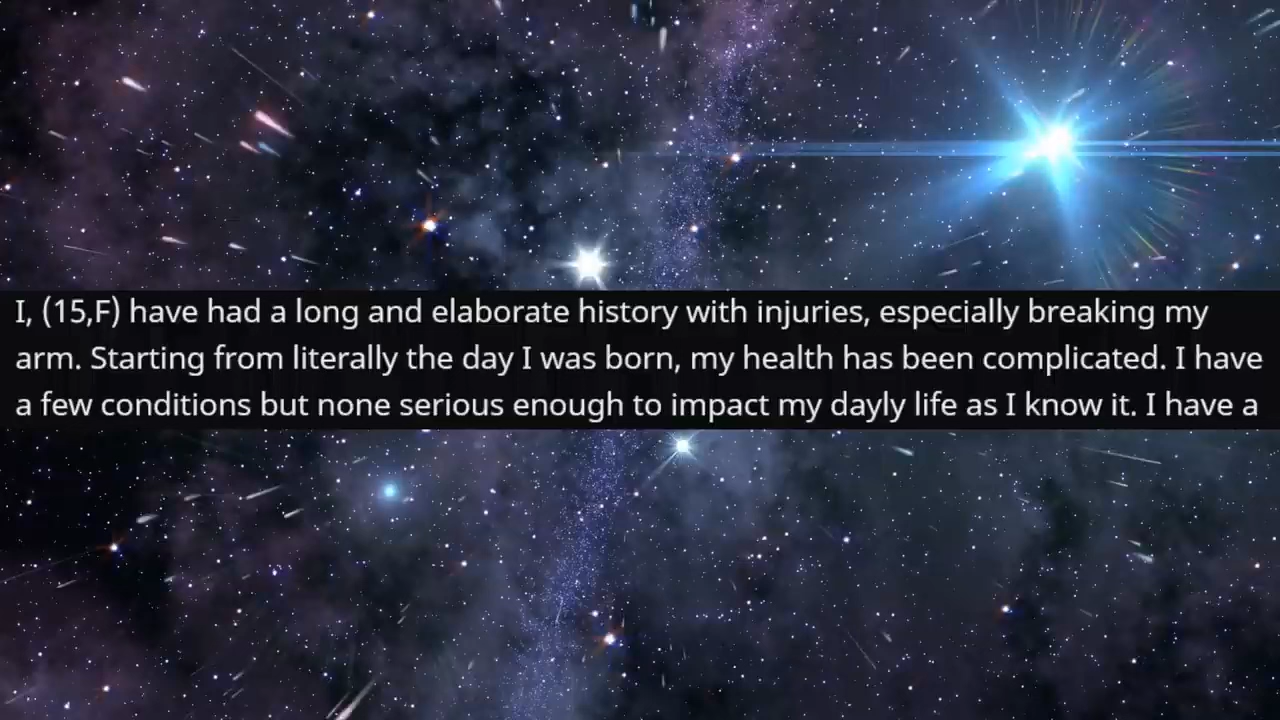 I, (15,F) have had a long and elaborate history with injuries, especially breaking my
arm. Starting from literally the day I was born, my health has been complicated. I have
a few conditions but none serious enough to impact my dayly life as I know it. I have a